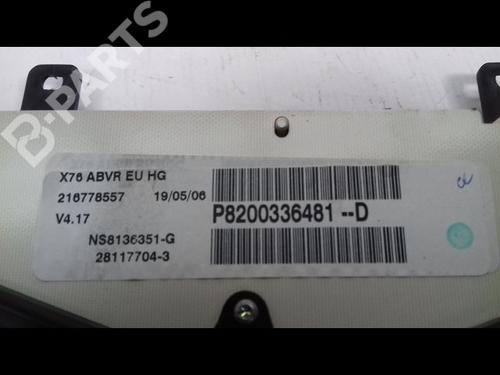 B-PARTS
X76 ABVR EU HG
216778557 19/05/06
V4.17
P8200336481 --D
NS8136351-G
28117704-3